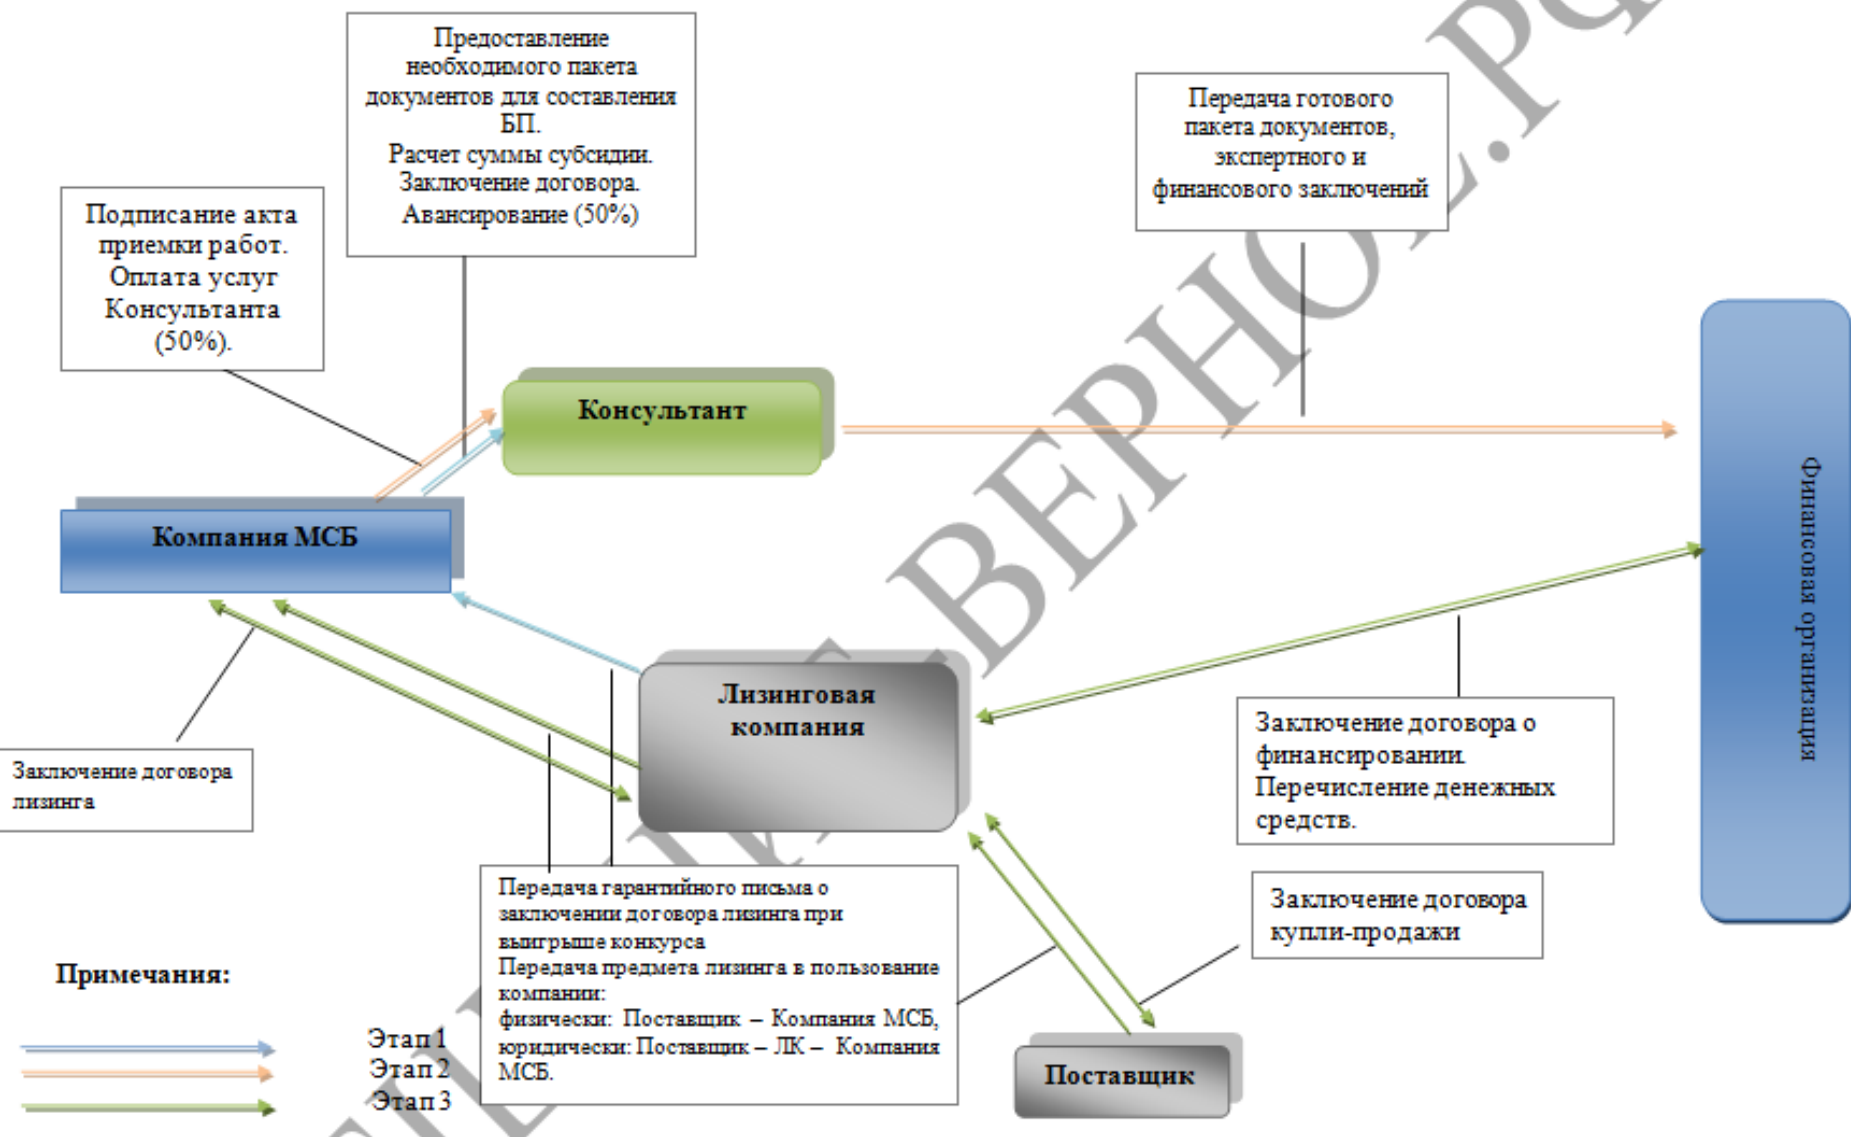 Предоставление
необходимого пакета
документов для составления
БП.
Расчет суммы субсидии.
Заключение договора.
Авансирование (50%)
Передача готового
пакета документов,
экспертного и
финансового заключений
Подписание акта
приемки работ.
Оплата услуг
Консультанта
(50%).
Консультант
Компания МСБ
Финансовая организация
Лизинговая
компания
Заключение договора
лизинга
Заключение договора о
финансировании.
Перечисление денежных
средств.
Передача гарантийного письма о
заключении договора лизинга при
выигрыше конкурса
Передача предмета лизинга в пользование
компании:
физически: Поставщик – Компания МСБ,
юридически: Поставщик – ЛК – Компания
МСБ.
Заключение договора
купли-продажи
Поставщик
Примечания:
Этап 1
Этап 2
Этап 3